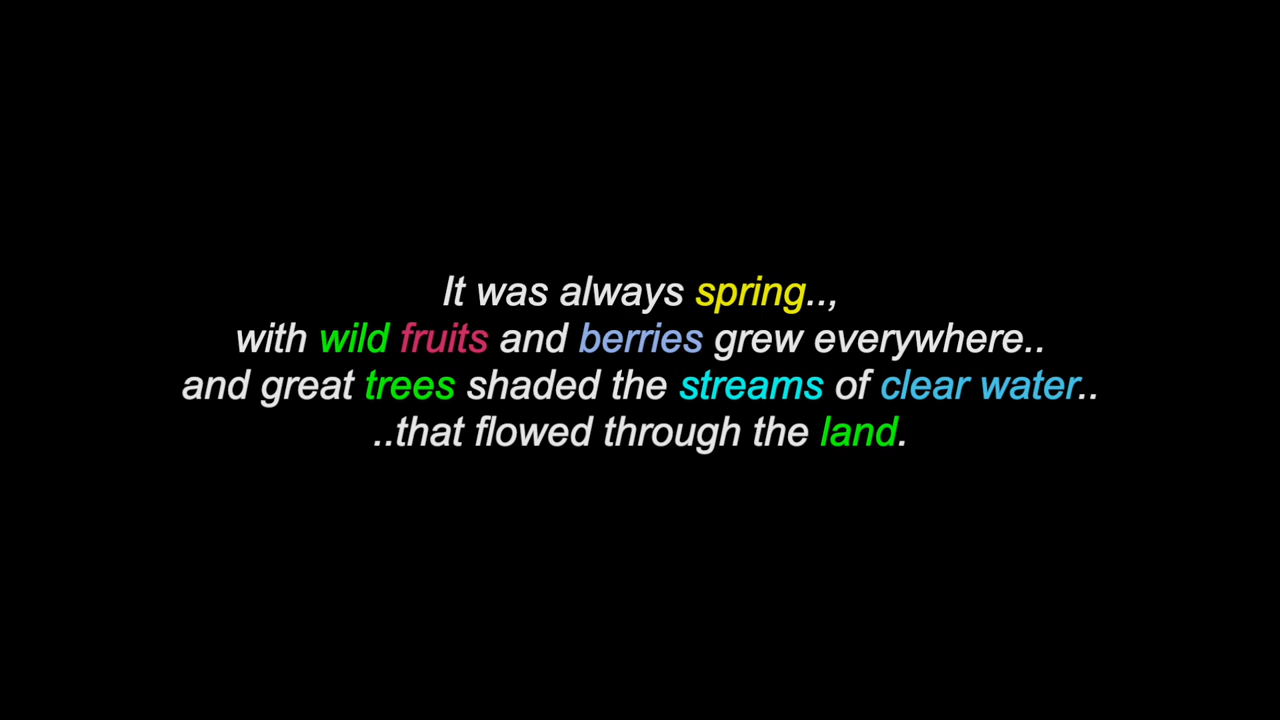 It was always spring..,
with wild fruits and berries grew everywhere..
and great trees shaded the streams of clear water..
..that flowed through the land.